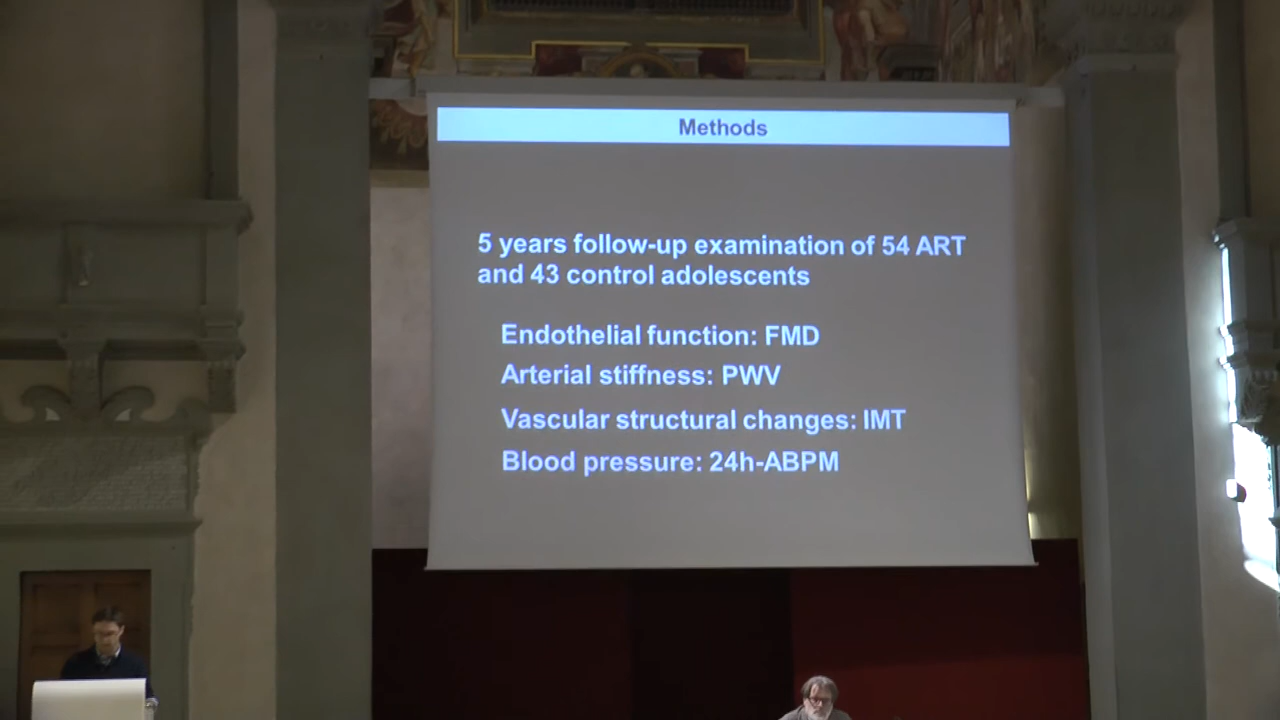 Methods
5 years follow-up examination of 54 ART
and 43 control adolescents
Endothelial function: FMD
Arterial stiffness: PWV
Vascular structural changes: IMT
Blood pressure: 24h-ABPM